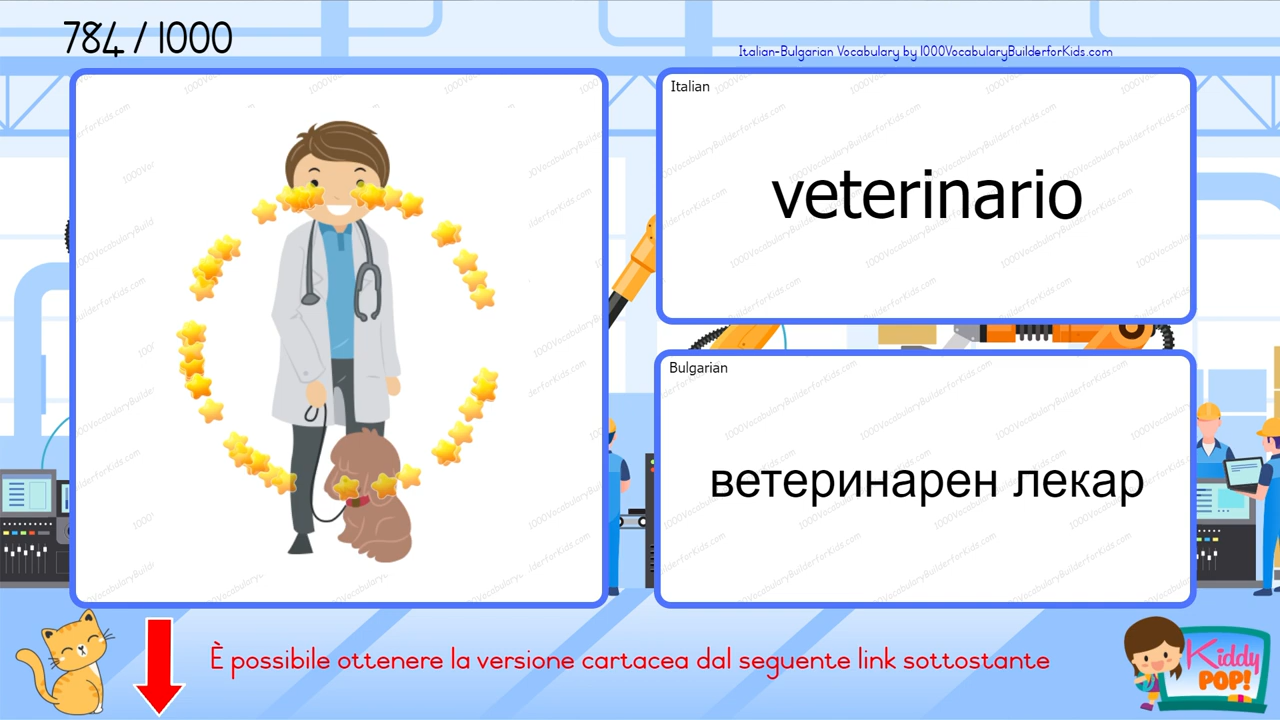 784 / 1000
Italian-Bulgarian Vocabulary by 1000VocabularyBuilderforKids.com
Italian
veterinario
Bulgarian
ветеринарен лекар
È possibile ottenere la versione cartacea dal seguente link sottostante
Kiddy
POP!